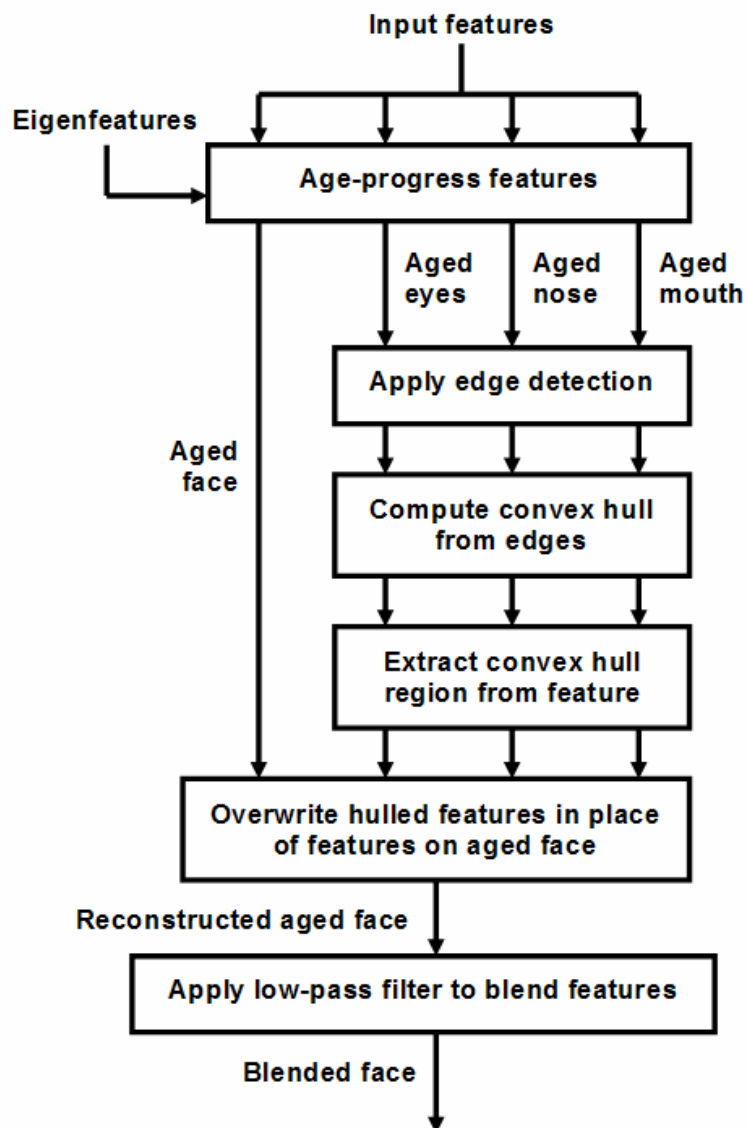 Input features
Eigenfeatures
Age-progress features
Aged
eyes
Aged
nose
Aged
mouth
Apply edge detection
Aged
face
Compute convex hull
from edges
Extract convex hull
region from feature
Overwrite hulled features in place
of features on aged face
Reconstructed aged face
Apply low-pass filter to blend features
Blended face